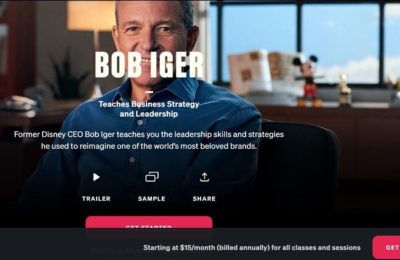 BOB IGER
Teaches Business Strategy
and Leadership
Former Disney CEO Bob Iger teaches you the leadership skills and strategies
he used to reimagine one of the world's most beloved brands.
TRAILER
SAMPLE
SHARE
GET STARTED
Starting at $15/month (billed annually) for all classes and sessions
GET